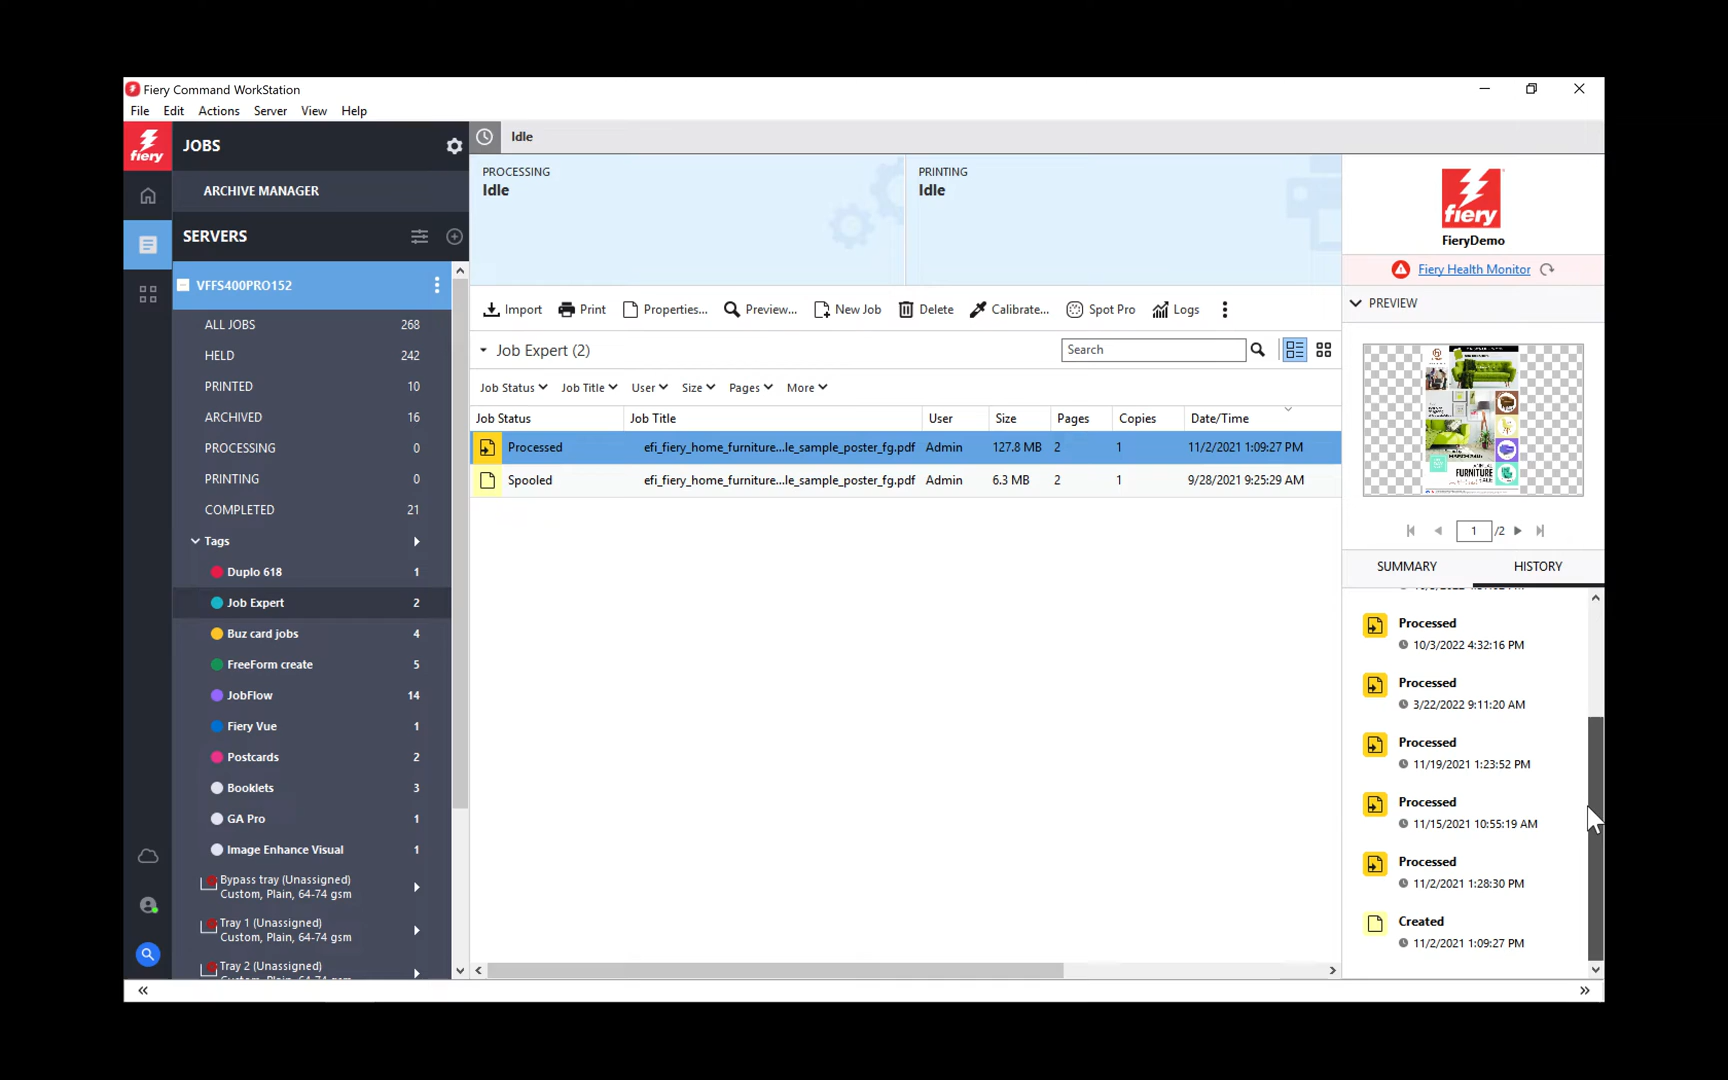 Fiery Command WorkStation
File Edit Actions Server View Help
fiery
JOBS
ARCHIVE MANAGER
SERVERS
VFFS400PRO152
ALL JOBS 268
HELD 242
PRINTED 10
ARCHIVED 16
PROCESSING 0
PRINTING 0
COMPLETED 21
Tags
Duplo 618 1
Job Expert 2
Buz card jobs 4
FreeForm create 5
JobFlow 14
Fiery Vue 1
Postcards 2
Booklets 3
GA Pro 1
Image Enhance Visual 1
Bypass tray (Unassigned)
Custom, Plain, 64-74 gsm
Tray 1 (Unassigned)
Custom, Plain, 64-74 gsm
Tray 2 (Unassigned)
Custom, Plain, 64-74 gsm
Idle
PROCESSING
Idle
PRINTING
Idle
Import Print Properties... Preview... New Job Delete Calibrate... Spot Pro Logs
Job Expert (2)
Search
Job Status Job Title User Size Pages More
Job Status Job Title User Size Pages Copies Date/Time
Processed efi_fiery_home_furniture...le_sample_poster_fg.pdf Admin 127.8 MB 2 1 11/2/2021 1:09:27 PM
Spooled efi_fiery_home_furniture...le_sample_poster_fg.pdf Admin 6.3 MB 2 1 9/28/2021 9:25:29 AM
fiery
FieryDemo
Fiery Health Monitor
PREVIEW
FURNITURE
1 /2
SUMMARY HISTORY
Processed
10/3/2022 4:32:16 PM
Processed
3/22/2022 9:11:20 AM
Processed
11/19/2021 1:23:52 PM
Processed
11/15/2021 10:55:19 AM
Processed
11/2/2021 1:28:30 PM
Created
11/2/2021 1:09:27 PM